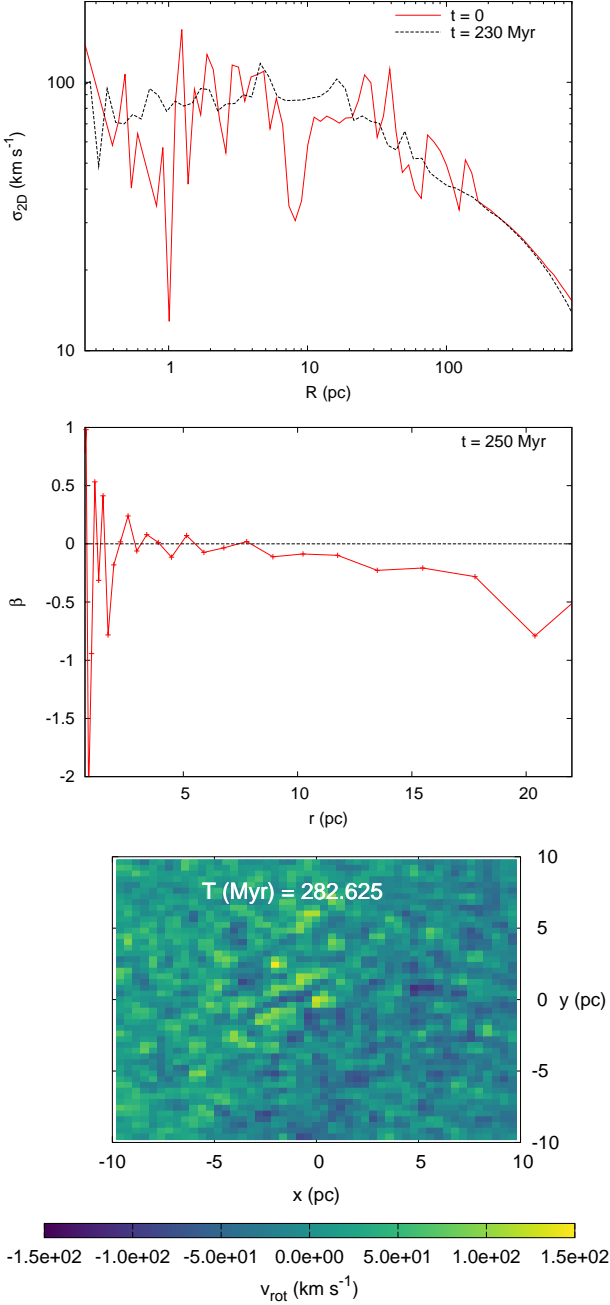 t = 0
t = 230 Myr
100
10
σ2D (km s-1)
1 10 100
R (pc)
t = 250 Myr
1
0.5
0
-0.5
-1
-1.5
-2
β
5 10 15 20
r (pc)
T (Myr) = 282.625
10
5
0
-5
-10
y (pc)
-10 -5 0 5 10
x (pc)
-1.5e+02 -1.0e+02 -5.0e+01 0.0e+00 5.0e+01 1.0e+02 1.5e+02
vrot (km s-1)